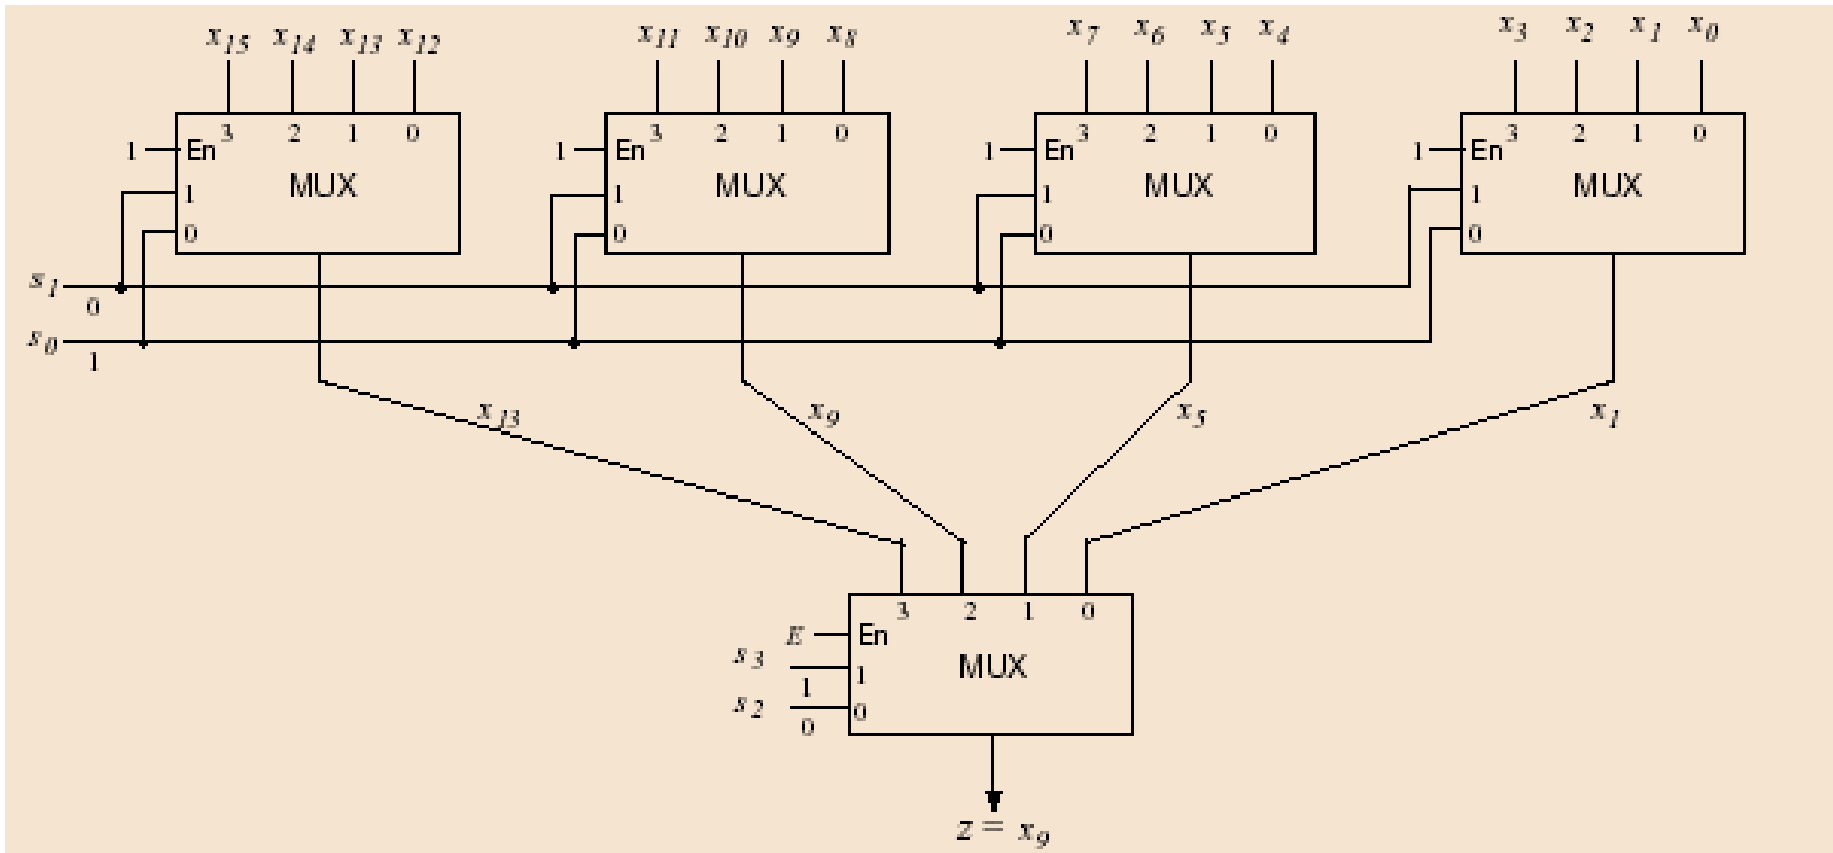 x15 x14 x13 x12 x11 x10 x9 x8 x7 x6 x5 x4 x3 x2 x1 x0
3 2 1 0 3 2 1 0 3 2 1 0 3 2 1 0
1 En 1 En 1 En 1 En
MUX MUX MUX MUX
1 1 1 1
0 0 0 0
s1
0
s0
1
x13 x9 x5 x1
3 2 1 0
E En
s3 MUX
1 1
s2 0
0
z = x9